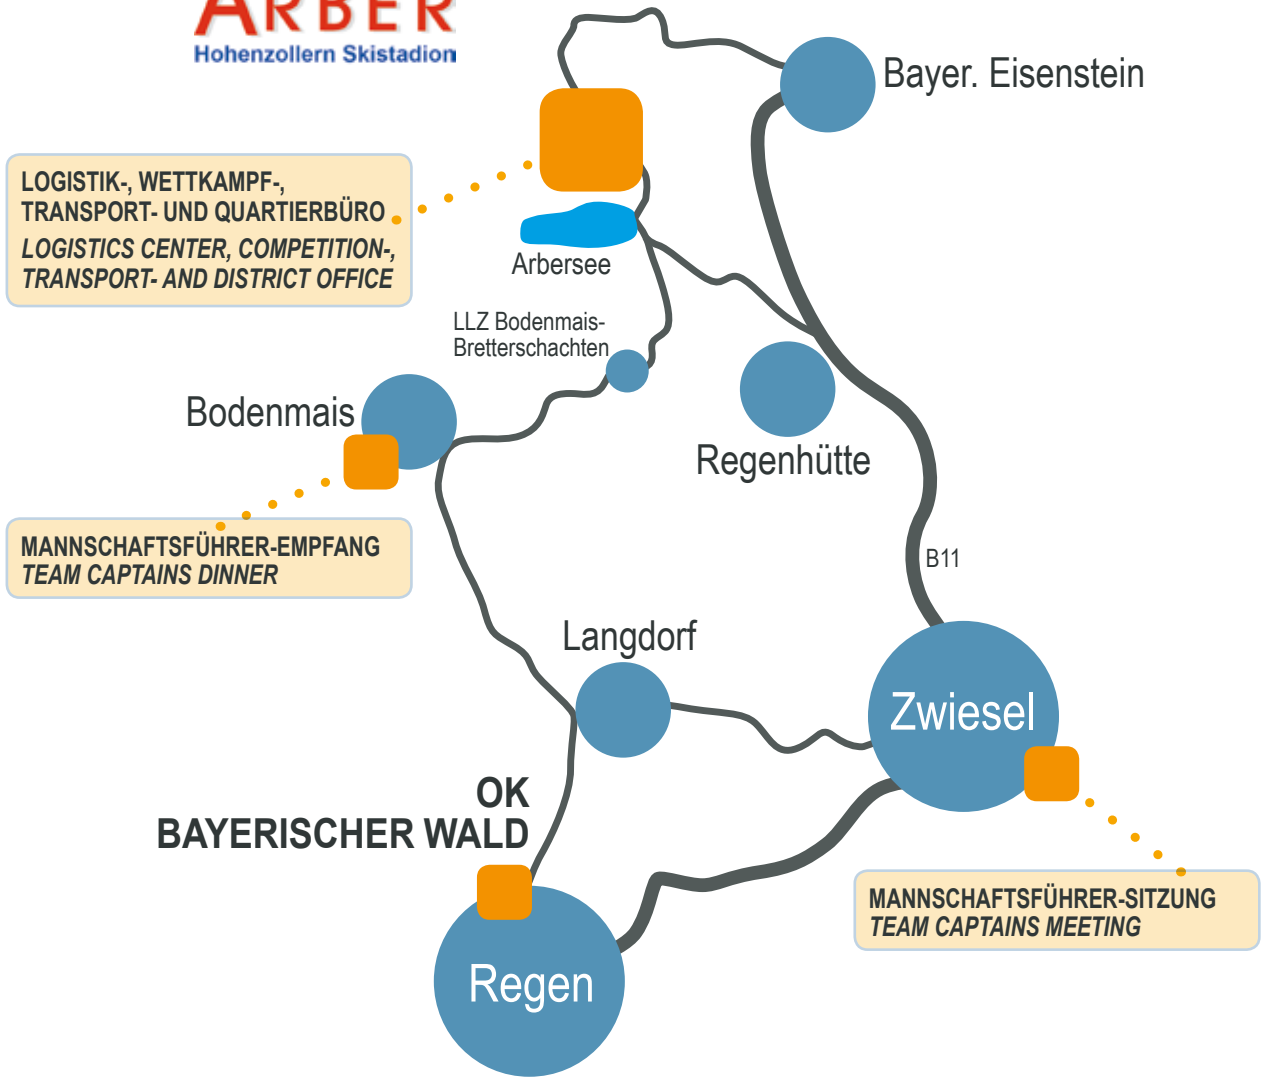 ARBER
Hohenzollern Skistadion
Bayer. Eisenstein
LOGISTIK-, WETTKAMPF-,
TRANSPORT- UND QUARTIERBÜRO
LOGISTICS CENTER, COMPETITION-,
TRANSPORT- AND DISTRICT OFFICE
Arbersee
LLZ Bodenmais-
Bretterschachten
Bodenmais
Regenhütte
MANNSCHAFTSFÜHRER-EMPFANG
TEAM CAPTAINS DINNER
B11
Langdorf
Zwiesel
OK
BAYERISCHER WALD
MANNSCHAFTSFÜHRER-SITZUNG
TEAM CAPTAINS MEETING
Regen